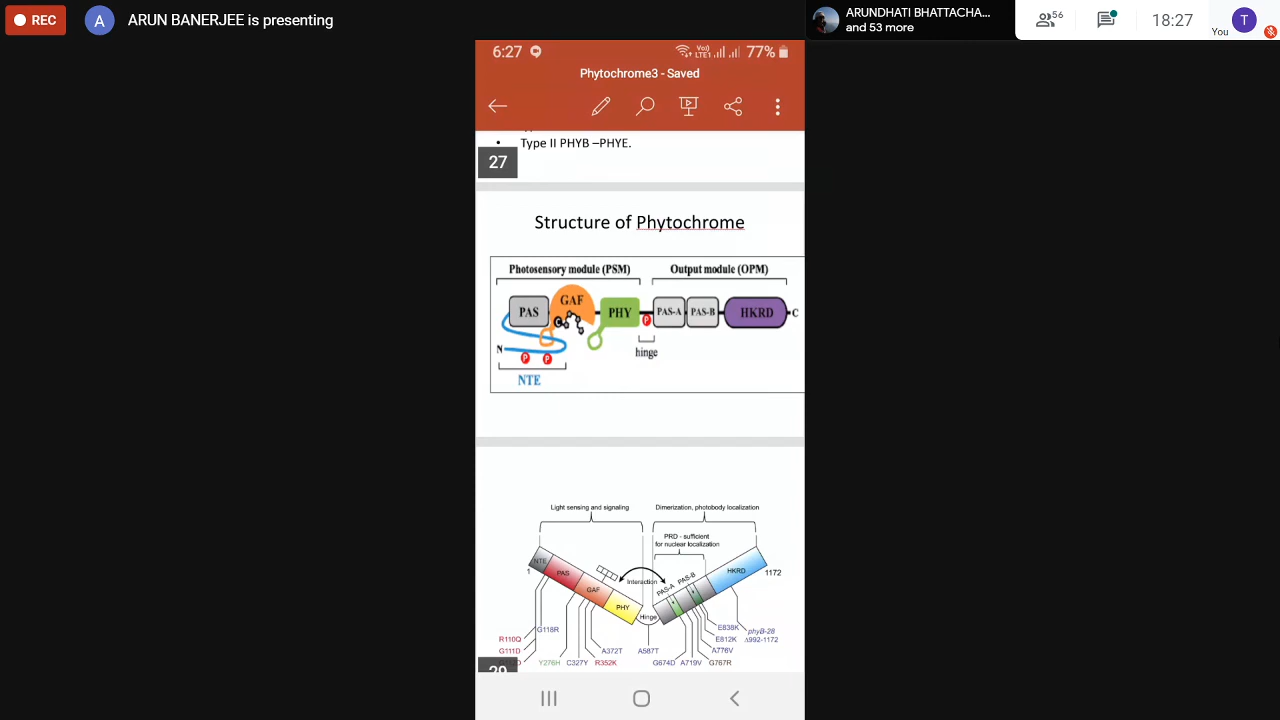 REC
A
ARUN BANERJEE is presenting
ARUNDHATI BHATTACHA...
and 53 more
56
18:27
T
You
6:27
Vo)
LTE1
77%
Phytochrome3 - Saved
• Type II PHYB –PHYE.
27
Structure of Phytochrome
Photosensory module (PSM)
Output module (OPM)
PAS
GAF
C
PHY
P
PAS-A
PAS-B
HKRD
C
N
P
P
hinge
NTE
Light sensing and signaling
Dimerization, photobody localization
PRD - sufficient
for nuclear localization
NTE
PAS
GAF
PHY
Hinge
Interaction
PAS-A
PAS-B
HKRD
1
1172
R110Q
G111D
G118R
Y276H
C327Y
R352K
A372T
A587T
G674D
A719V
G767R
A776V
E812K
E838K
phyB-28
Δ992-1172
29